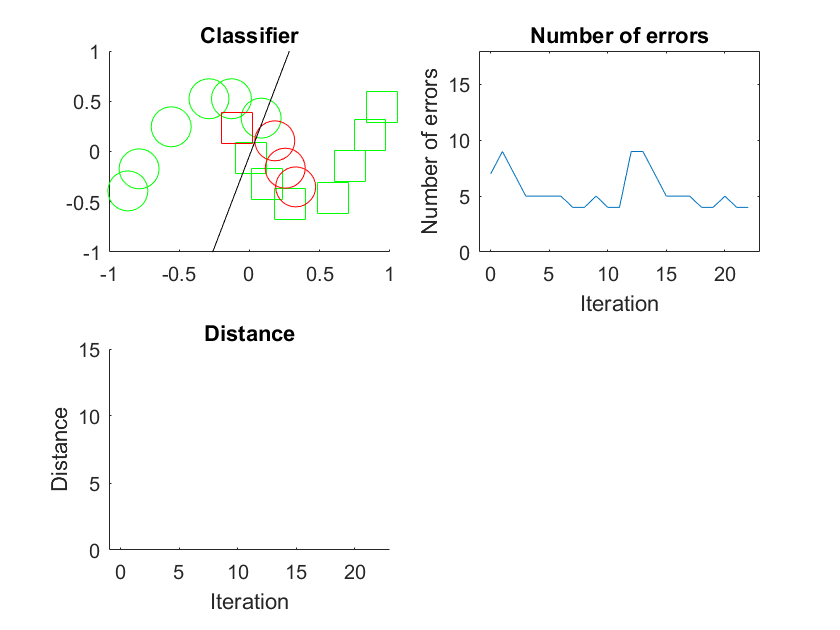 Classifier
1
0.5
0
-0.5
-1
-1 -0.5 0 0.5 1
Number of errors
Number of errors
15
10
5
0
0 5 10 15 20
Iteration
Distance
Distance
15
10
5
0
0 5 10 15 20
Iteration